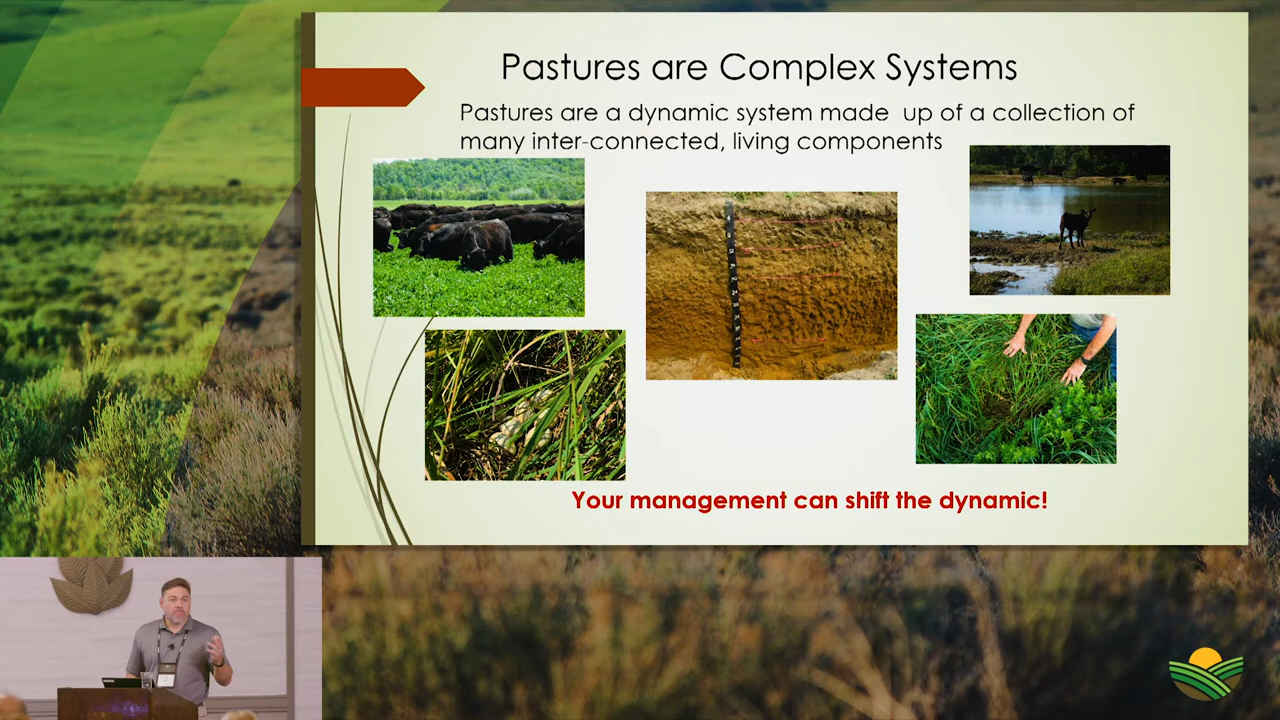 Pastures are Complex Systems
Pastures are a dynamic system made up of a collection of
many inter-connected, living components
Your management can shift the dynamic!